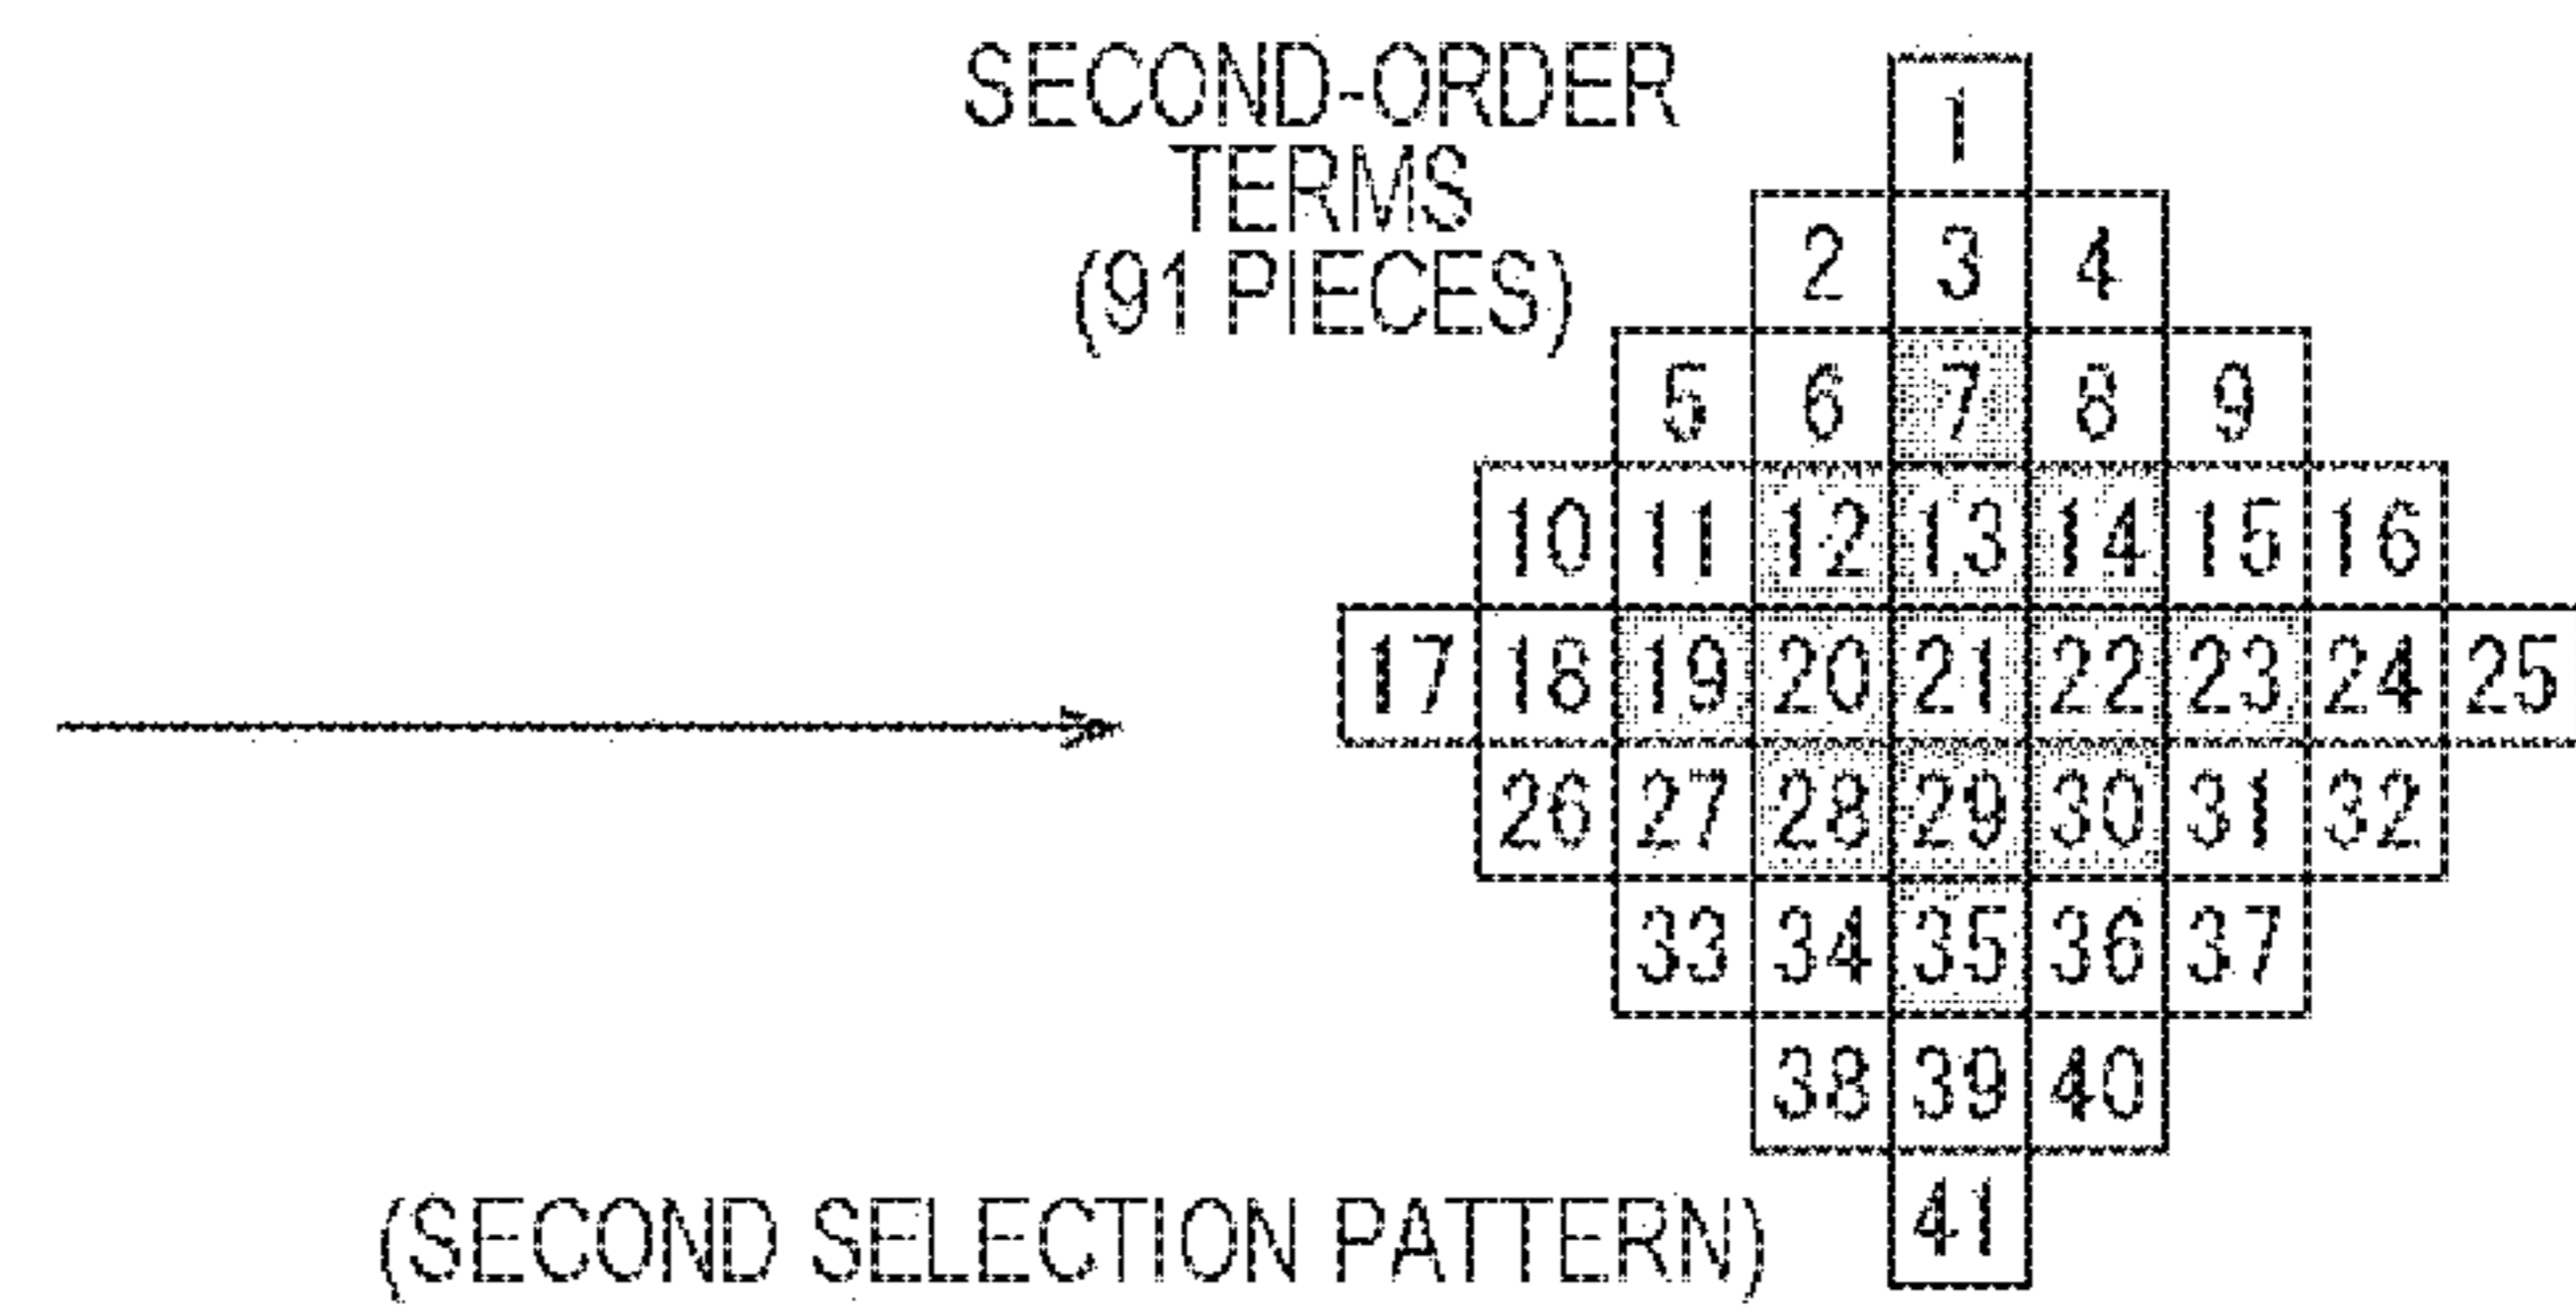 SECOND-ORDER
TERMS
(91 PIECES)
1
2 3 4
5 6 7 8 9
10 11 12 13 14 15 16
17 18 19 20 21 22 23 24 25
26 27 28 29 30 31 32
33 34 35 36 37
38 39 40
41
(SECOND SELECTION PATTERN)